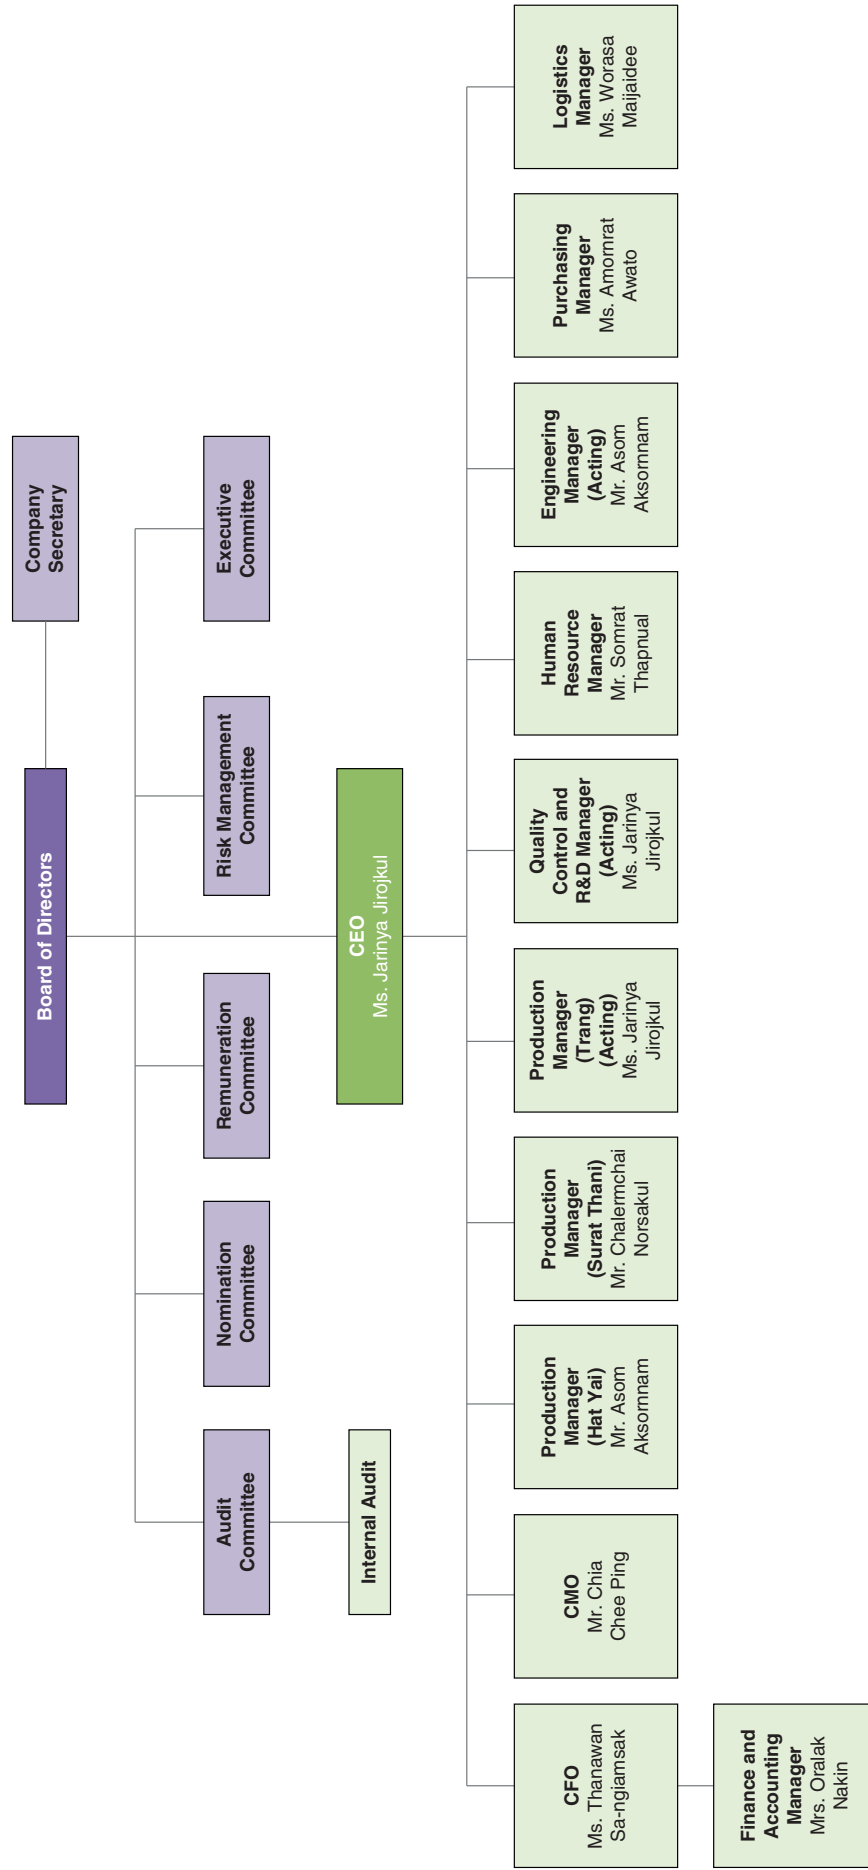 Board of Directors
Company
Secretary
Audit
Committee
Nomination
Committee
Remuneration
Committee
Risk Management
Committee
Executive
Committee
Internal Audit
CEO
Ms. Jarinya Jirojkul
CFO
Ms. Thanawan
Sa-ngiamsak
CMO
Mr. Chia
Chee Ping
Production
Manager
(Hat Yai)
Mr. Asom
Aksornnam
Production
Manager
(Surat Thani)
Mr. Chalermchai
Norsakul
Production
Manager
(Trang)
(Acting)
Ms. Jarinya
Jirojkul
Quality
Control and
R&D Manager
(Acting)
Ms. Jarinya
Jirojkul
Human
Resource
Manager
Mr. Somrat
Thapnual
Engineering
Manager
(Acting)
Mr. Asom
Aksornnam
Purchasing
Manager
Ms. Amornrat
Awato
Logistics
Manager
Ms. Worasa
Maijaidee
Finance and
Accounting
Manager
Mrs. Oralak
Nakin